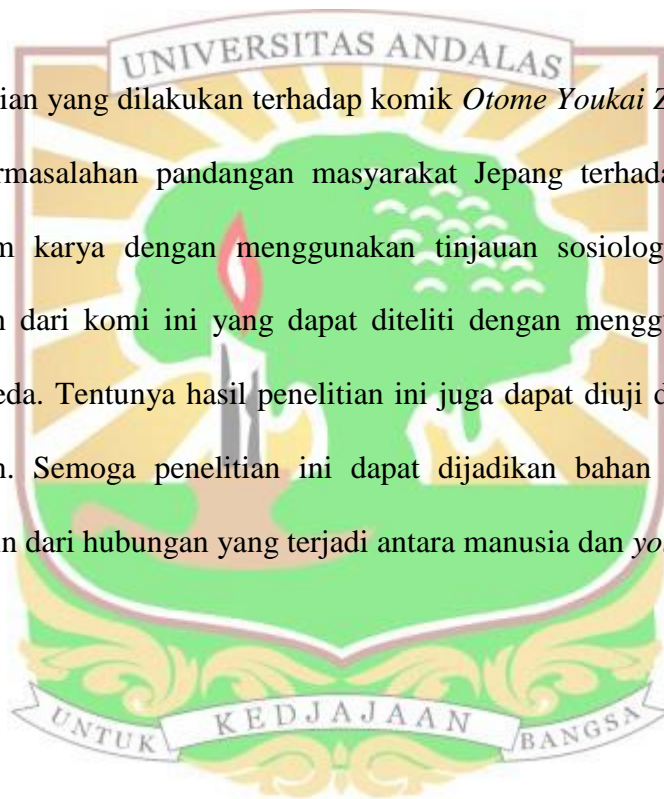 UNIVERSITAS ANDALAS
ian yang dilakukan terhadap komik Otome Youkai Z
rmasalahan pandangan masyarakat Jepang terhada
m karya dengan menggunakan tinjauan sosiolog
n dari komi ini yang dapat diteliti dengan mengg
eda. Tentunya hasil penelitian ini juga dapat diuji d
n. Semoga penelitian ini dapat dijadikan bahan
n dari hubungan yang terjadi antara manusia dan yo
UNTUK KEDJAJAAN BANGSA